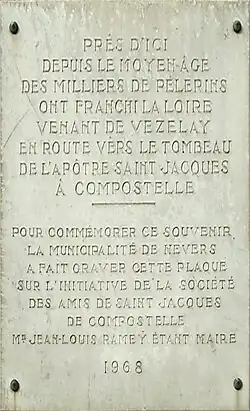 PRÉS D'ICI
DEPUIS LE MOYEN-ÂGE
DES MILLIERS DE PÉLERINS
ONT FRANCHI LA LOIRE
VENANT DE VEZELAY
EN ROUTE VERS LE TOMBEAU
DE L'APÔTRE SAINT-JACQUES
À COMPOSTELLE
POUR COMMÉMORER CE SOUVENIR
LA MUNICIPALITÉ DE NEVERS
A FAIT GRAVER CETTE PLAQUE
SUR L'INITIATIVE DE LA SOCIÉTÉ
DES AMIS DE SAINT JACQUES
DE COMPOSTELLE
MR JEAN-LOUIS RAMEY ÉTANT MAIRE
1968